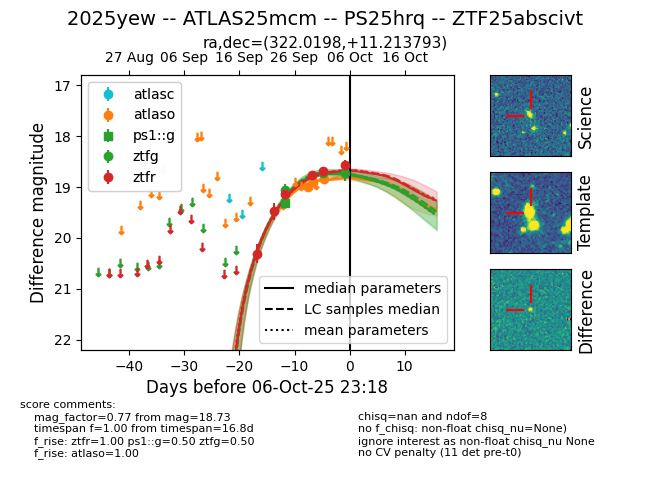 2025yew -- ATLAS25mcm -- PS25hrq -- ZTF25abscivt
ra,dec=(322.0198,+11.213793)
27 Aug 06 Sep 16 Sep 26 Sep 06 Oct 16 Oct
17
18
19
20
21
22
Difference magnitude
atlasc
atlaso
ps1::g
ztfg
ztfr
median parameters
LC samples median
mean parameters
−40 −30 −20 −10 0 10
Days before 06-Oct-25 23:18
Science
Template
Difference
score comments:
mag_factor=0.77 from mag=18.73
timespan f=1.00 from timespan=16.8d
f_rise: ztfr=1.00 ps1::g=0.50 ztfg=0.50
f_rise: atlaso=1.00
chisq=nan and ndof=8
no f_chisq: non-float chisq_nu=None)
ignore interest as non-float chisq_nu None
no CV penalty (11 det pre-t0)